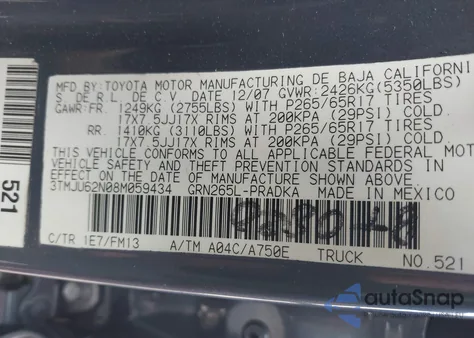 MFD.BY:TOYOTA MOTOR MANUFACTURING DE BAJA CALIFORNI
S. DE R.L. DE C.V. DATE 12/07 GVWR:2426KG(5350LBS)
GAWR:FR. 1249KG (2755LBS) WITH P265/65R17 TIRES
17X7.5JJ17X RIMS AT 200KPA (29PSI) COLD
RR. 1410KG (3110LBS) WITH P265/65R17 TIRES
17X7.5JJ17X RIMS AT 200KPA (29PSI) COLD
THIS VEHICLE CONFORMS TO ALL APPLICABLE FEDERAL MOT
VEHICLE SAFETY AND THEFT PREVENTION STANDARDS IN
EFFECT ON THE DATE OF MANUFACTURE SHOWN ABOVE.
3TMJU62N08M059434 GRN265L-PRADKA MADE IN MEXICO
C/TR 1E7/FM13 A/TM A04C/A750E TRUCK NO.521
521
autoSnap